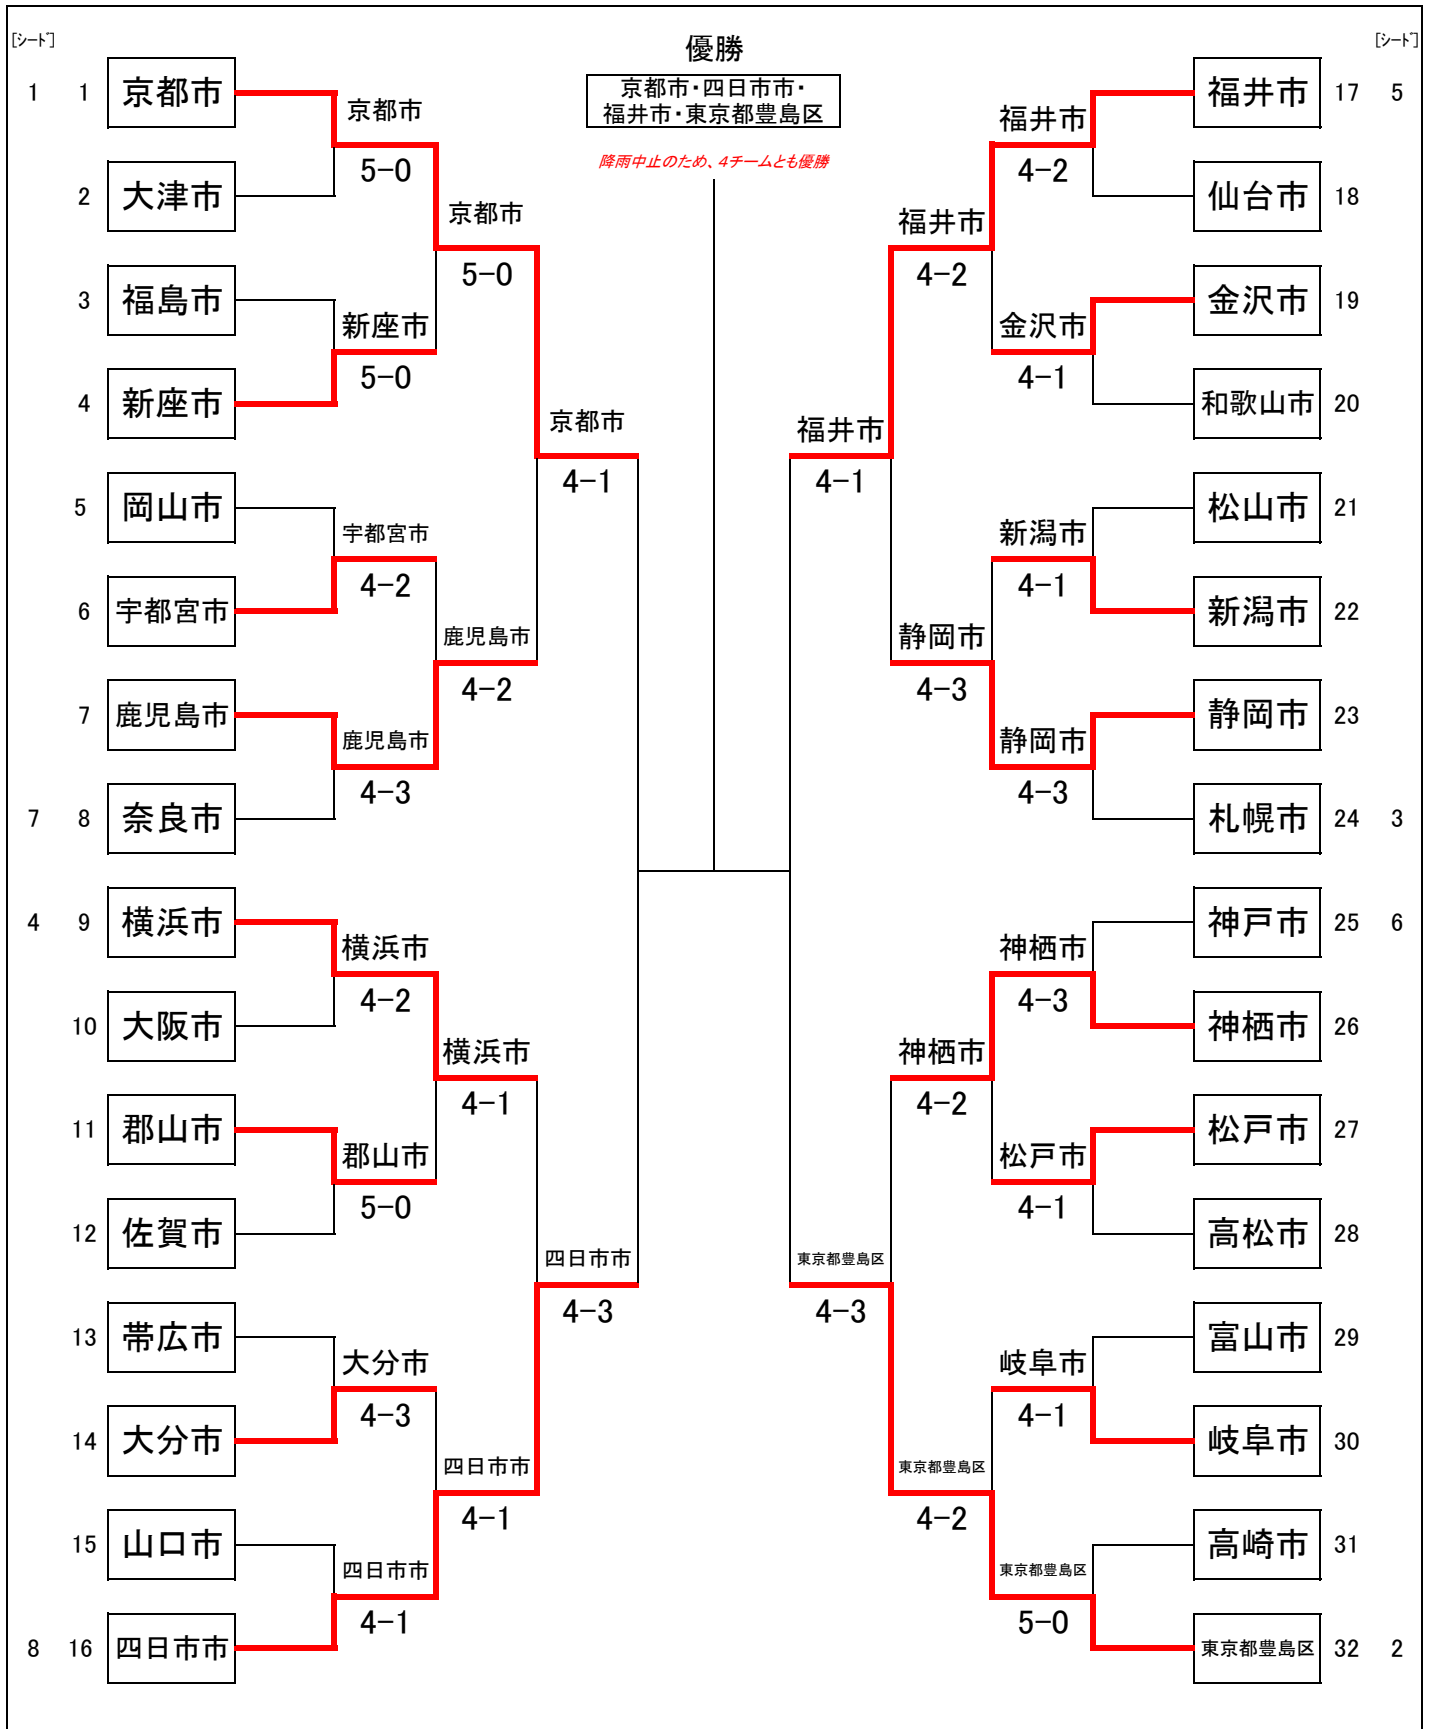 [シード]
優勝
[シード]
京都市・四日市市・
福井市・東京都豊島区
降雨中止のため、4チームとも優勝
1 1 京都市
京都市
5-0
2 大津市
京都市
5-0
3 福島市
新座市
5-0
4 新座市
京都市
4-1
5 岡山市
宇都宮市
4-2
6 宇都宮市
鹿児島市
4-2
7 鹿児島市
鹿児島市
4-3
7 8 奈良市
4 9 横浜市
横浜市
4-2
10 大阪市
横浜市
4-1
11 郡山市
郡山市
5-0
12 佐賀市
四日市市
4-3
13 帯広市
大分市
4-3
14 大分市
四日市市
4-1
15 山口市
四日市市
4-1
8 16 四日市市
福井市 17 5
福井市
4-2
仙台市 18
福井市
4-2
金沢市 19
金沢市
4-1
和歌山市 20
福井市
4-1
松山市 21
新潟市
4-1
新潟市 22
静岡市
4-3
静岡市 23
静岡市
4-3
札幌市 24 3
神戸市 25 6
神栖市
4-3
神栖市 26
神栖市
4-2
松戸市 27
松戸市
4-1
高松市 28
東京都豊島区
4-3
富山市 29
岐阜市
4-1
岐阜市 30
東京都豊島区
4-2
高崎市 31
東京都豊島区
5-0
東京都豊島区 32 2